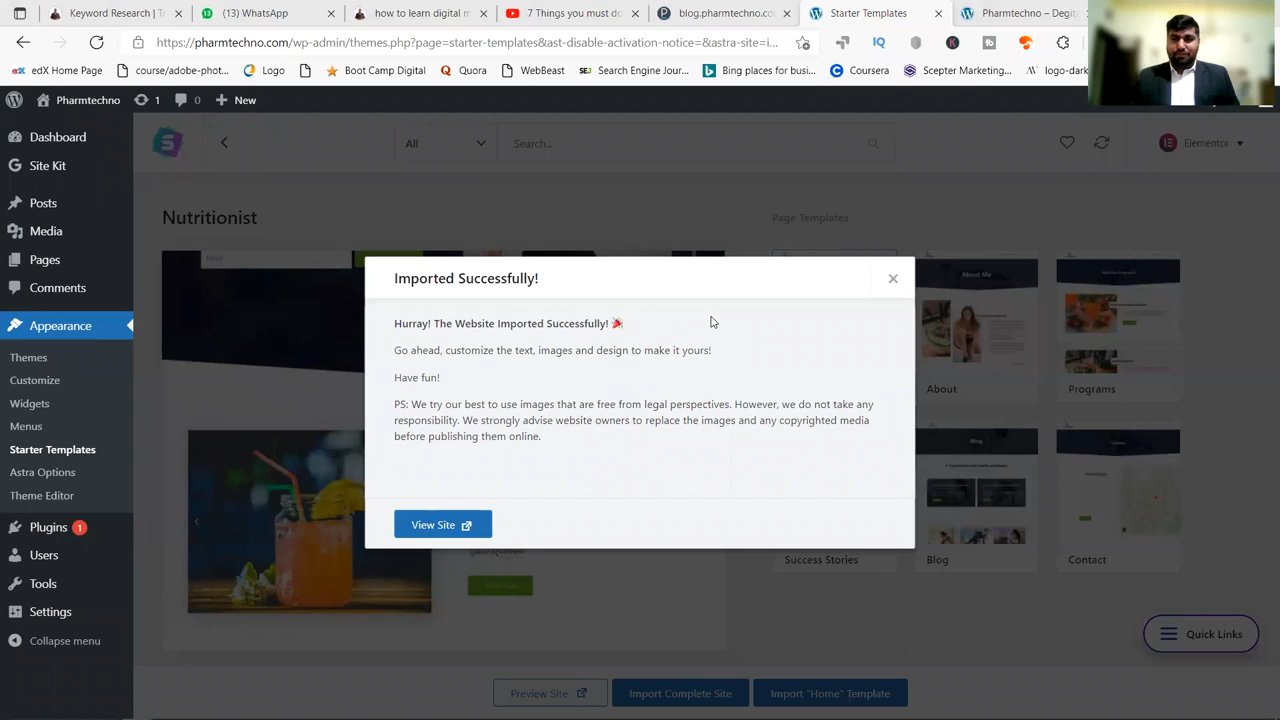 Keyword Research | Tr
(13) WhatsApp
how to learn digital m
7 Things you must do
blog.pharmtechno.com/
Starter Templates
Pharmtechno – Degit
https://pharmtechno.com/wp-admin/themes.php?page=starter-templates&ast-disable-activation-notice=&astra-site=i...
edX Home Page
course/adobe-phot...
Logo
Boot Camp Digital
Quora
WebBeast
Search Engine Jour...
Bing places for busi...
Coursera
Scepter Marketing...
logo-dark
Pharmtechno
1
0
New
Dashboard
Site Kit
Posts
Media
Pages
Comments
Appearance
Themes
Customize
Widgets
Menus
Starter Templates
Astra Options
Theme Editor
Plugins 1
Users
Tools
Settings
Collapse menu
All
Search...
Elementor
Nutritionist
Page Templates
Imported Successfully!
Hurray! The Website Imported Successfully!
Go ahead, customize the text, images and design to make it yours!
Have fun!
PS: We try our best to use images that are free from legal perspectives. However, we do not take any
responsibility. We strongly advise website owners to replace the images and any copyrighted media
before publishing them online.
View Site
About Me
About
Programs
Blog
Success Stories
Blog
Contact
Quick Links
Preview Site
Import Complete Site
Import "Home" Template